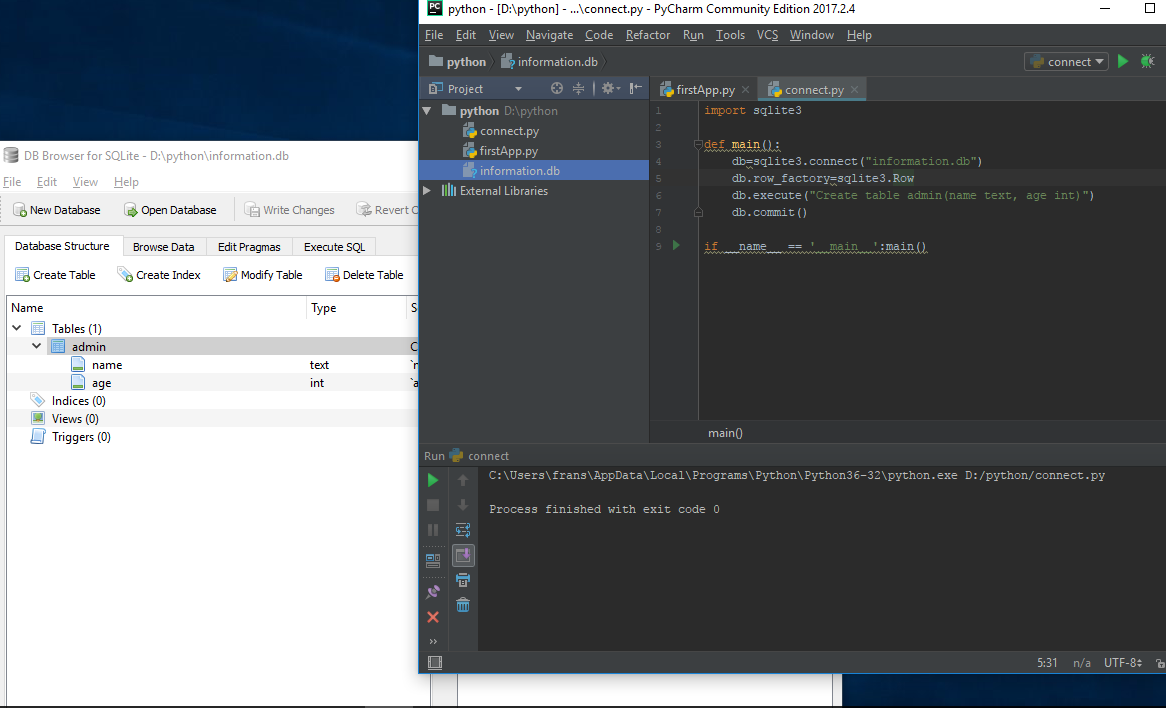 python - [D:\python] - ...\connect.py - PyCharm Community Edition 2017.2.4
File Edit View Navigate Code Refactor Run Tools VCS Window Help
python information.db connect
Project
firstApp.py connect.py
python D:\python
connect.py
firstApp.py
information.db
External Libraries
1 import sqlite3
2
3 def main():
4 db=sqlite3.connect("information.db")
5 db.row_factory=sqlite3.Row
6 db.execute("Create table admin(name text, age int)")
7 db.commit()
8
9 if __name__ == '__main__':main()
main()
Run connect
C:\Users\frans\AppData\Local\Programs\Python\Python36-32\python.exe D:/python/connect.py
Process finished with exit code 0
5:31 n/a UTF-8
DB Browser for SQLite - D:\python\information.db
File Edit View Help
New Database Open Database Write Changes Revert C
Database Structure Browse Data Edit Pragmas Execute SQL
Create Table Create Index Modify Table Delete Table
Name Type S
Tables (1)
admin C
name text `n
age int `a
Indices (0)
Views (0)
Triggers (0)